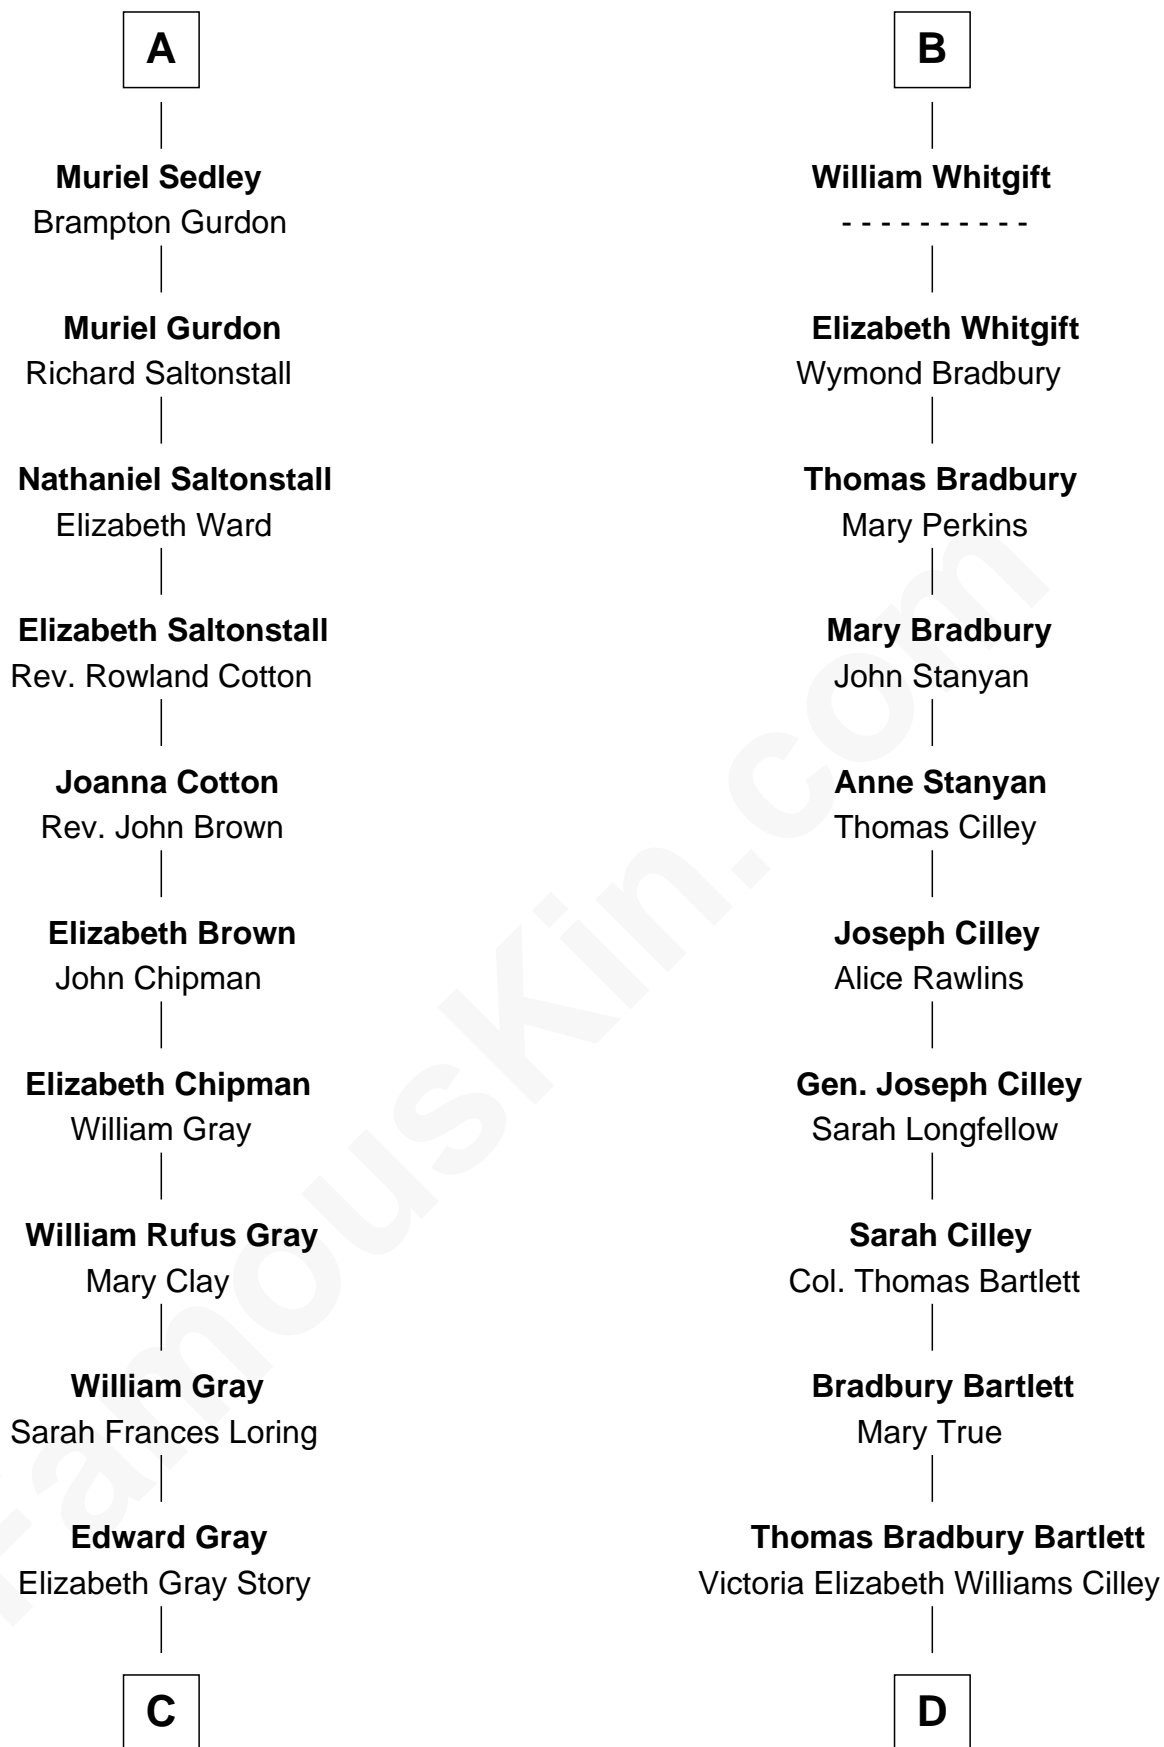 A
Muriel Sedley
Brampton Gurdon
Muriel Gurdon
Richard Saltonstall
Nathaniel Saltonstall
Elizabeth Ward
Elizabeth Saltonstall
Rev. Rowland Cotton
Joanna Cotton
Rev. John Brown
Elizabeth Brown
John Chipman
Elizabeth Chipman
William Gray
William Rufus Gray
Mary Clay
William Gray
Sarah Frances Loring
Edward Gray
Elizabeth Gray Story
C
B
William Whitgift
- - - - - - - - - -
Elizabeth Whitgift
Wymond Bradbury
Thomas Bradbury
Mary Perkins
Mary Bradbury
John Stanyan
Anne Stanyan
Thomas Cilley
Joseph Cilley
Alice Rawlins
Gen. Joseph Cilley
Sarah Longfellow
Sarah Cilley
Col. Thomas Bartlett
Bradbury Bartlett
Mary True
Thomas Bradbury Bartlett
Victoria Elizabeth Williams Cilley
D
FamousKin.com